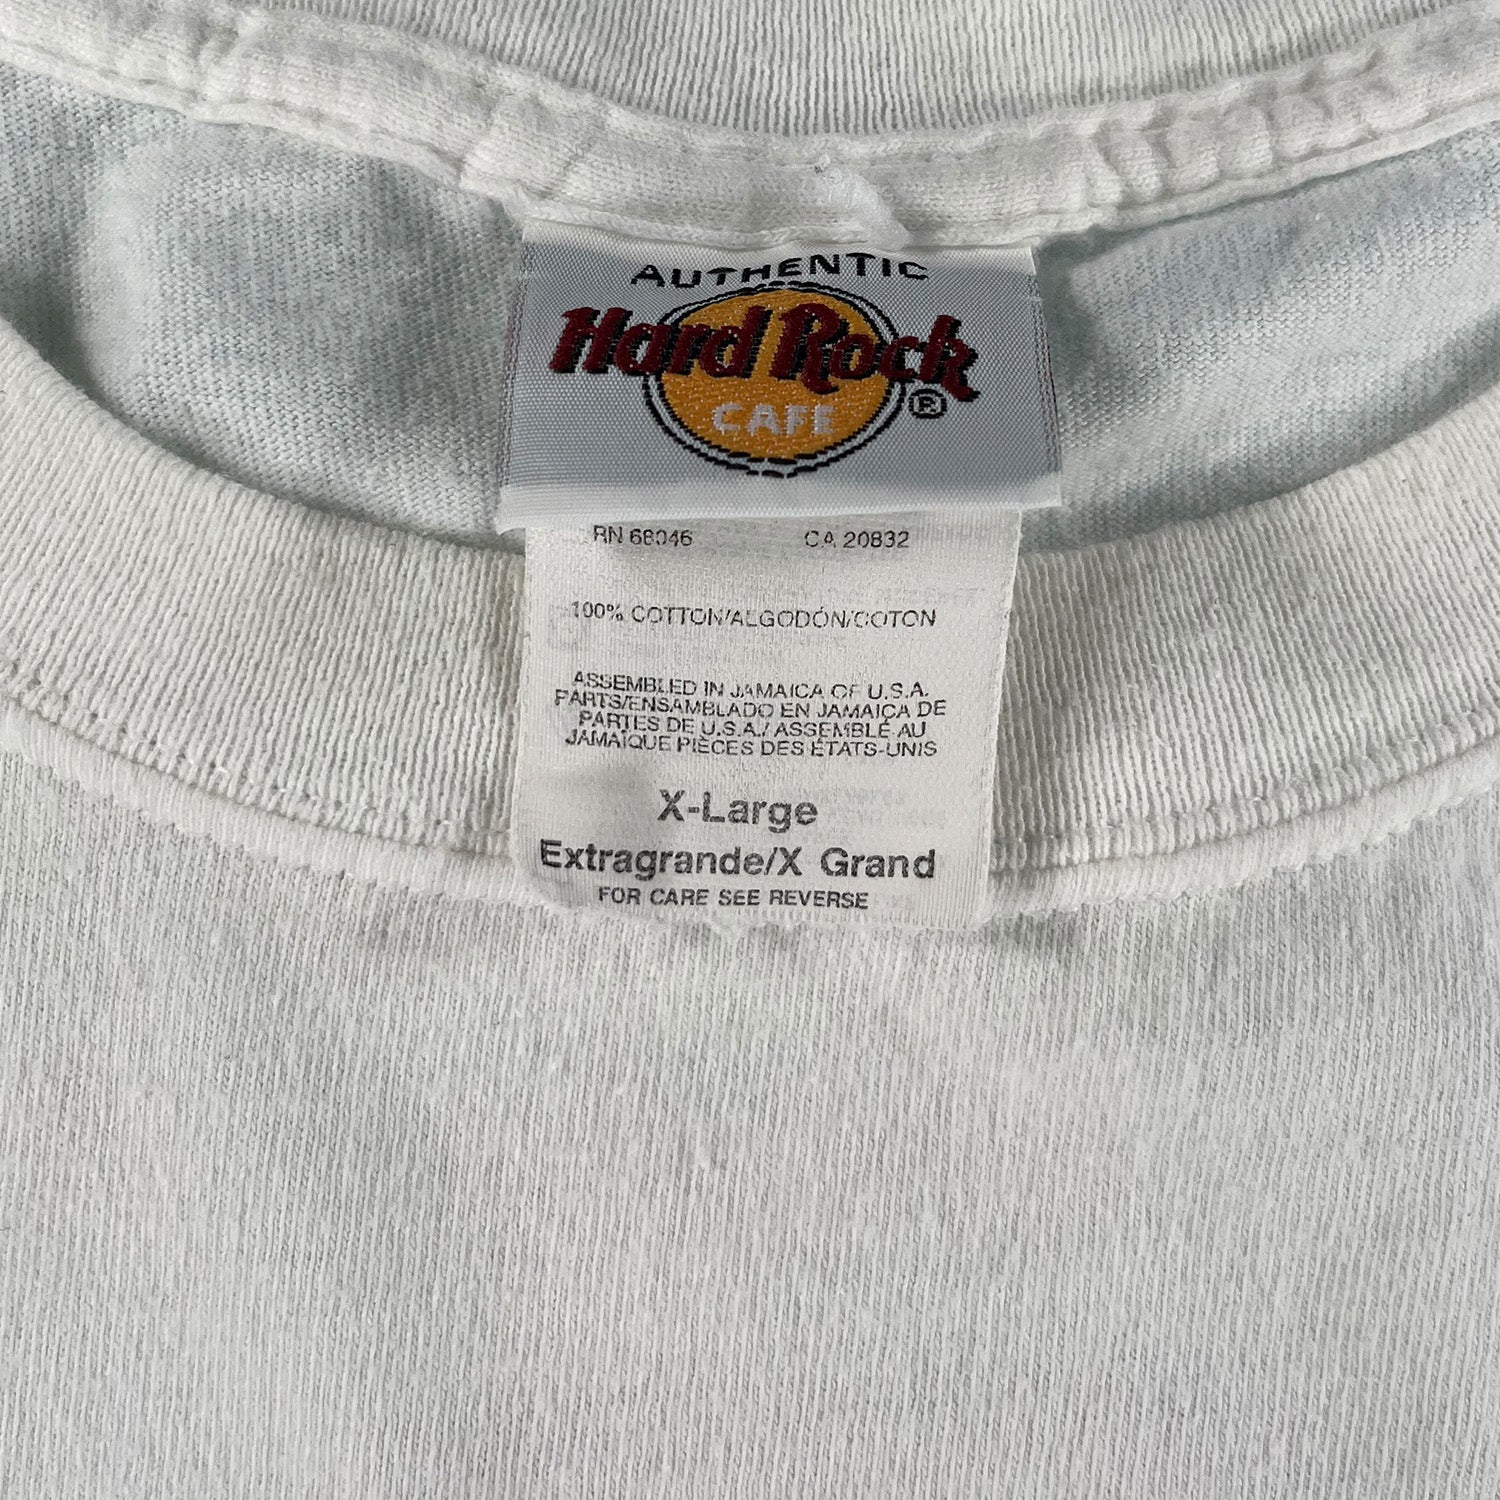 AUTHENTIC
Hard Rock
CAFE ®
RN 68046 CA 20832
100% COTTON/ALGODÓN/COTON
ASSEMBLED IN JAMAICA OF U.S.A.
PARTS/ENSAMBLADO EN JAMAICA DE
PARTES DE U.S.A./ASSEMBLÉ AU
JAMAÏQUE PIÈCES DES ÉTATS-UNIS
X-Large
Extragrande/X Grand
FOR CARE SEE REVERSE